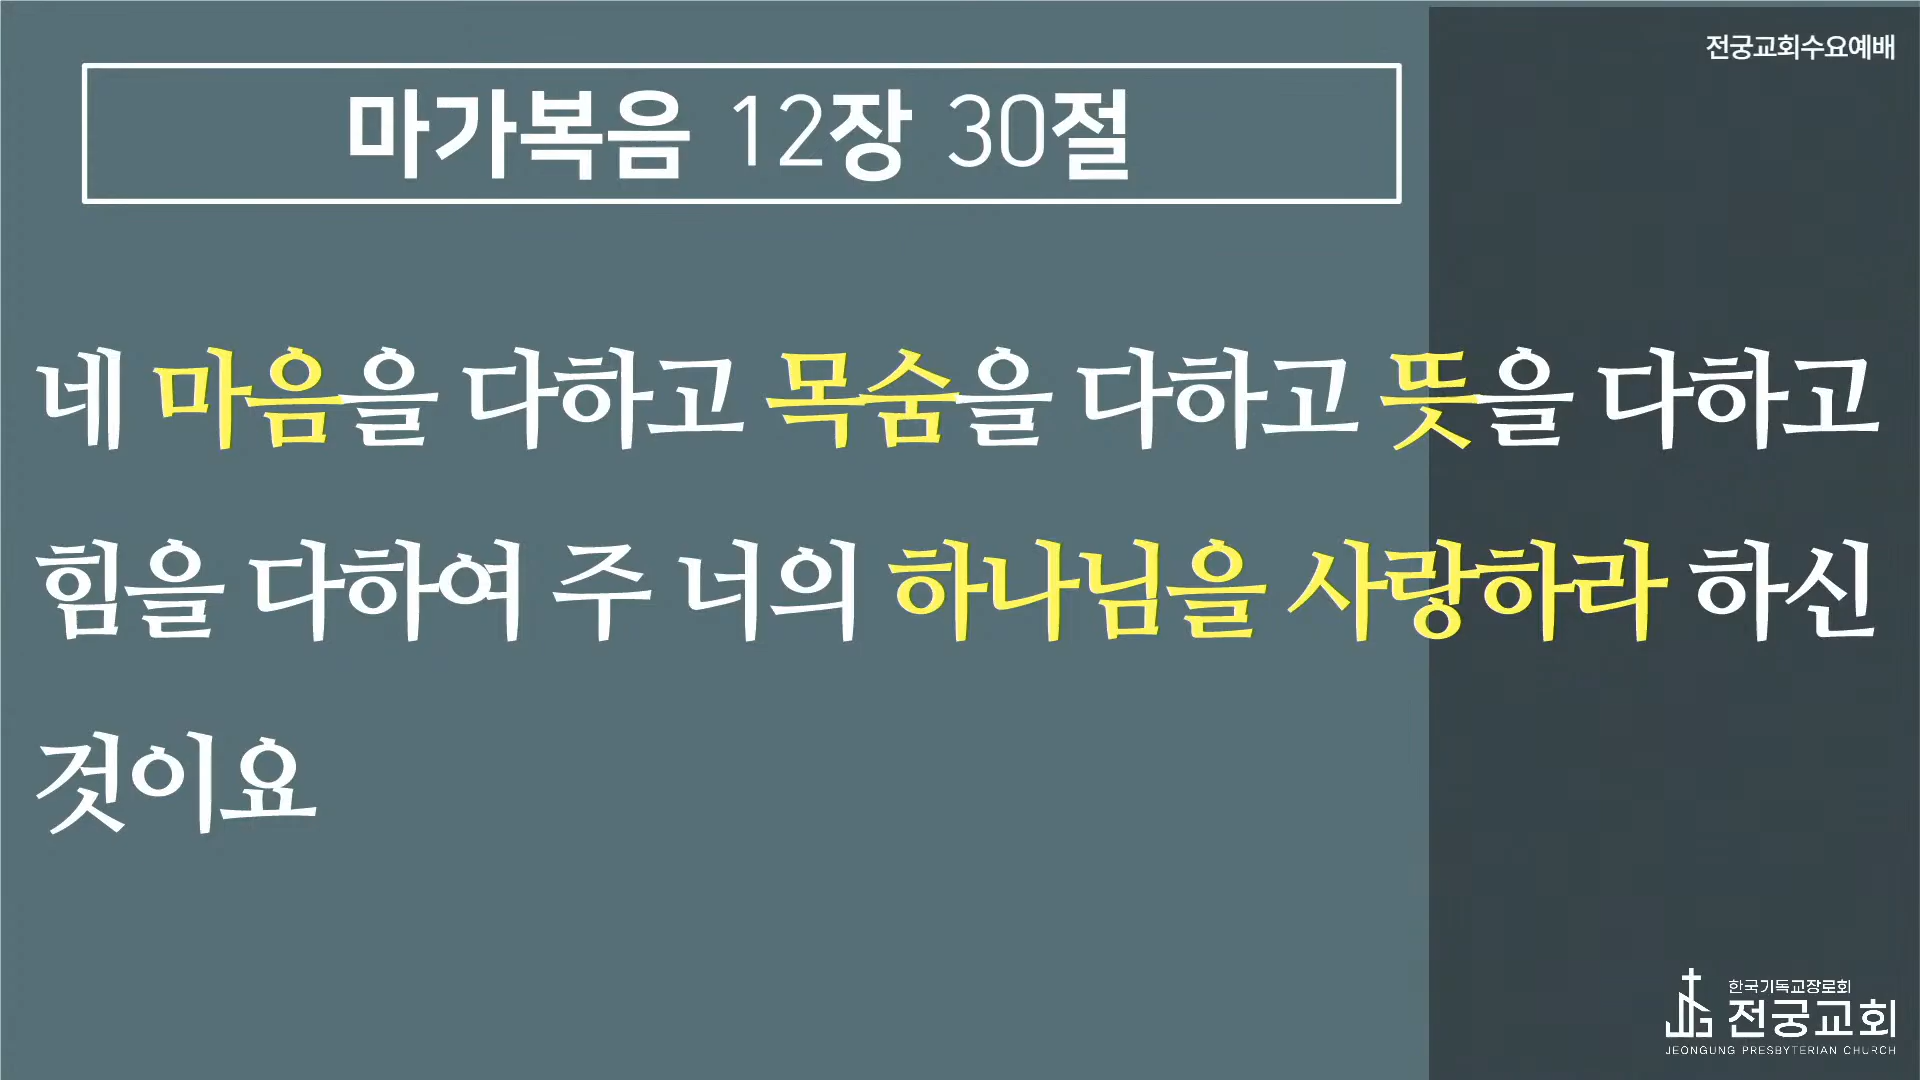 전궁교회수요예배
마가복음 12장 30절
네 마음을 다하고 목숨을 다하고 뜻을 다하고
힘을 다하여 주 너의 하나님을 사랑하라 하신
것이요
한국기독교장로회
전궁교회
JEONGUNG PRESBYTERIAN CHURCH